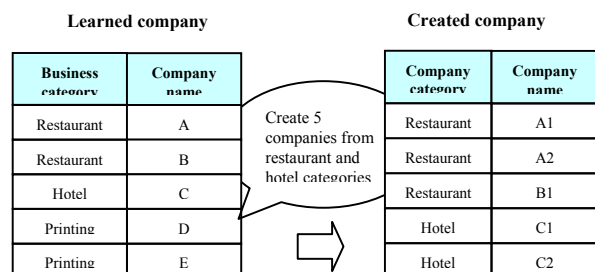 Learned company
Created company
Business category
Company name
Restaurant A
Restaurant B
Hotel C
Printing D
Printing E
Create 5
companies from
restaurant and
hotel categories
Company category
Company name
Restaurant A1
Restaurant A2
Restaurant B1
Hotel C1
Hotel C2